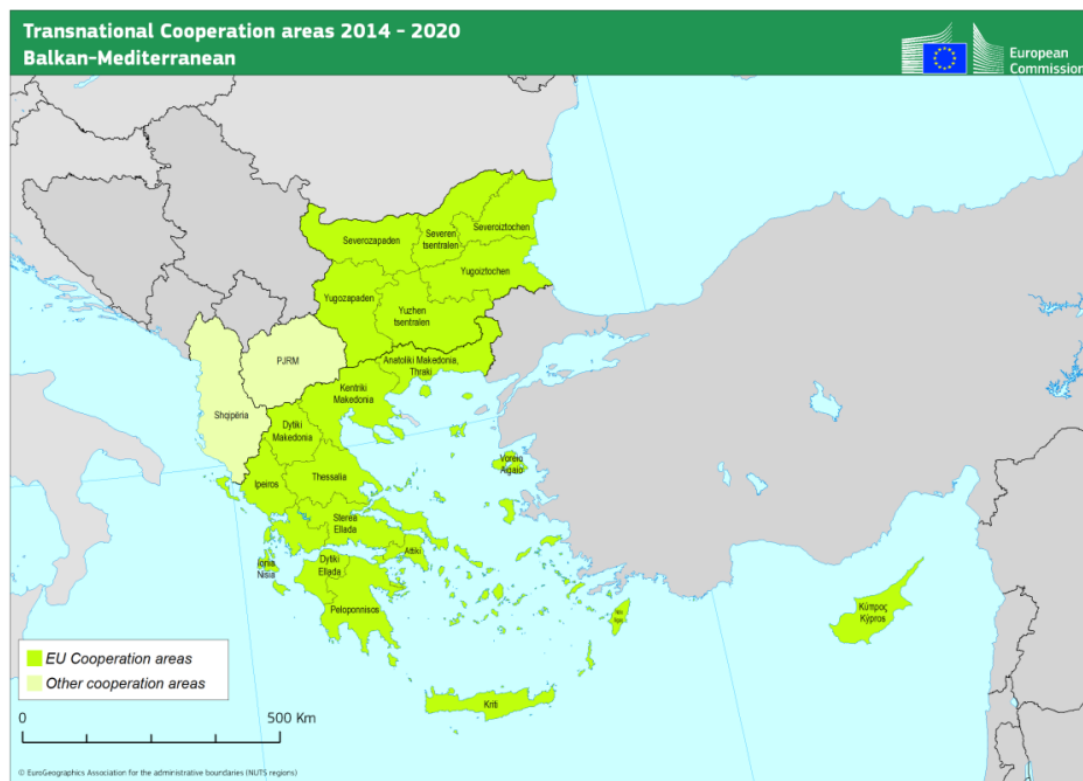 Transnational Cooperation areas 2014 - 2020
Balkan-Mediterranean
European
Commission
Severozapaden
Severen
tsentralen
Severoiztochen
Yugoiztochen
Yugozapaden
Yuzhen
tsentralen
PJRM
Anatoliki Makedonia,
Thraki
Kentriki
Makedonia
Shqipëria
Dytiki
Makedonia
Voreio
Aigaio
Ipeiros
Thessalia
Sterea
Ellada
Attiki
Ionia
Nisia
Dytiki
Ellada
Peloponnisos
Κύπρος
Kýpros
Kriti
EU Cooperation areas
Other cooperation areas
0 500 Km
© EuroGeographics Association for the administrative boundaries (NUTS regions)